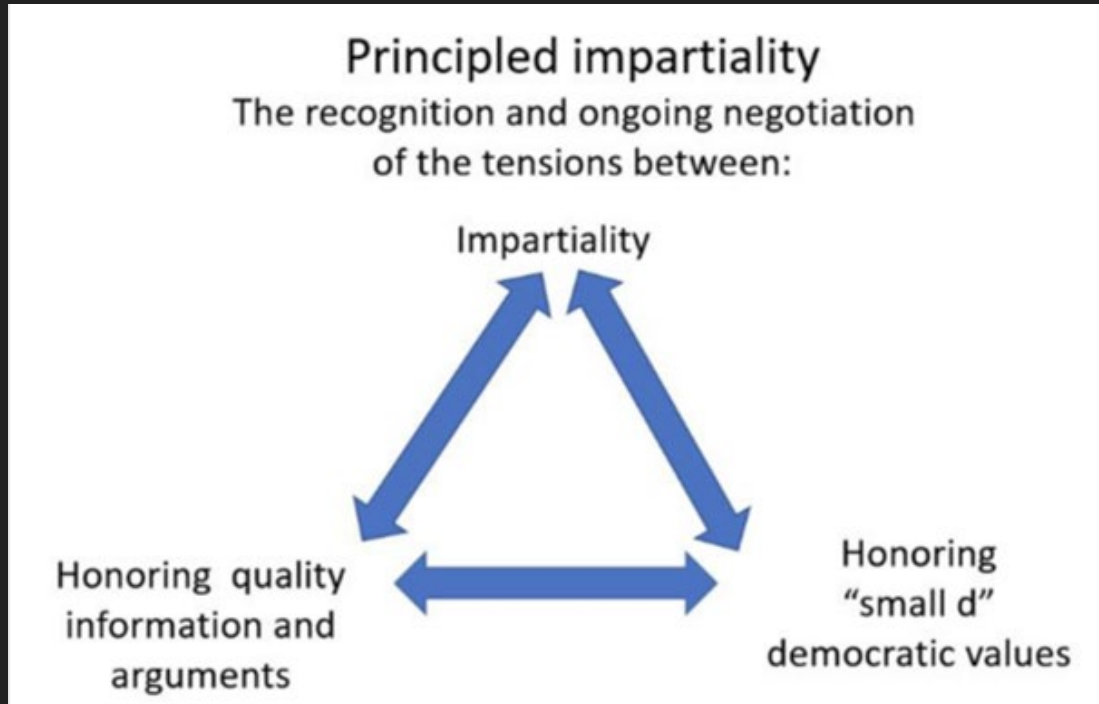 Principled impartiality
The recognition and ongoing negotiation
of the tensions between:
Impartiality
Honoring quality
information and
arguments
Honoring
“small d”
democratic values